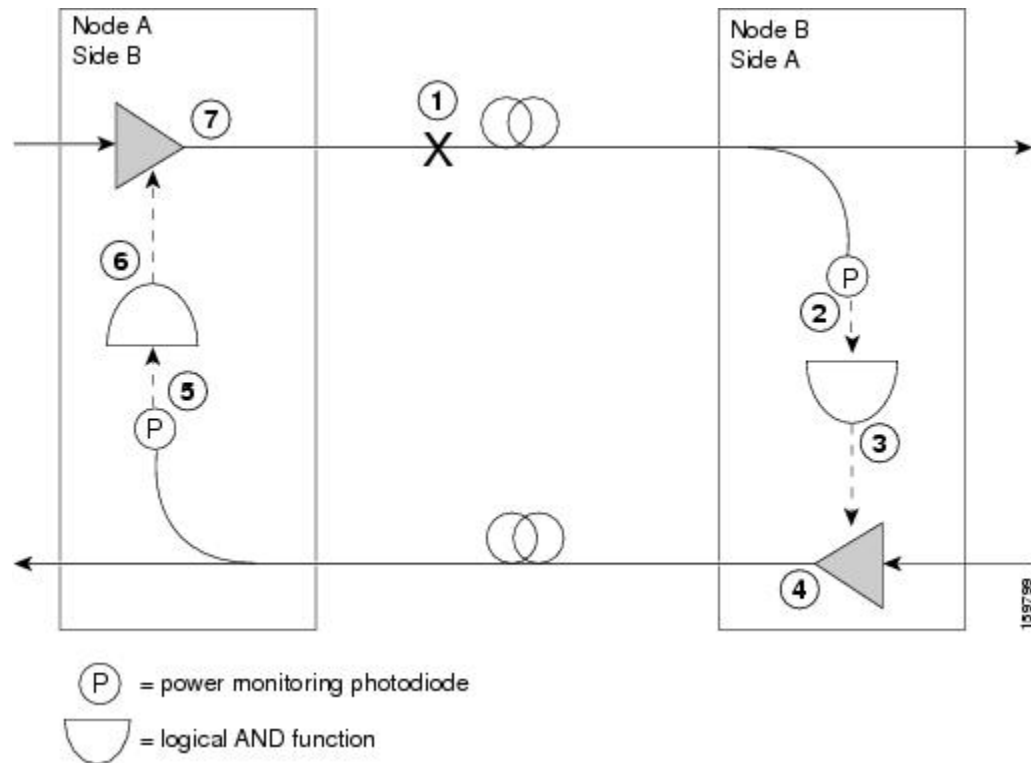 Node A
Side B
Node B
Side A
7
1
6
P
2
5
3
P
4
159799
P = power monitoring photodiode
= logical AND function